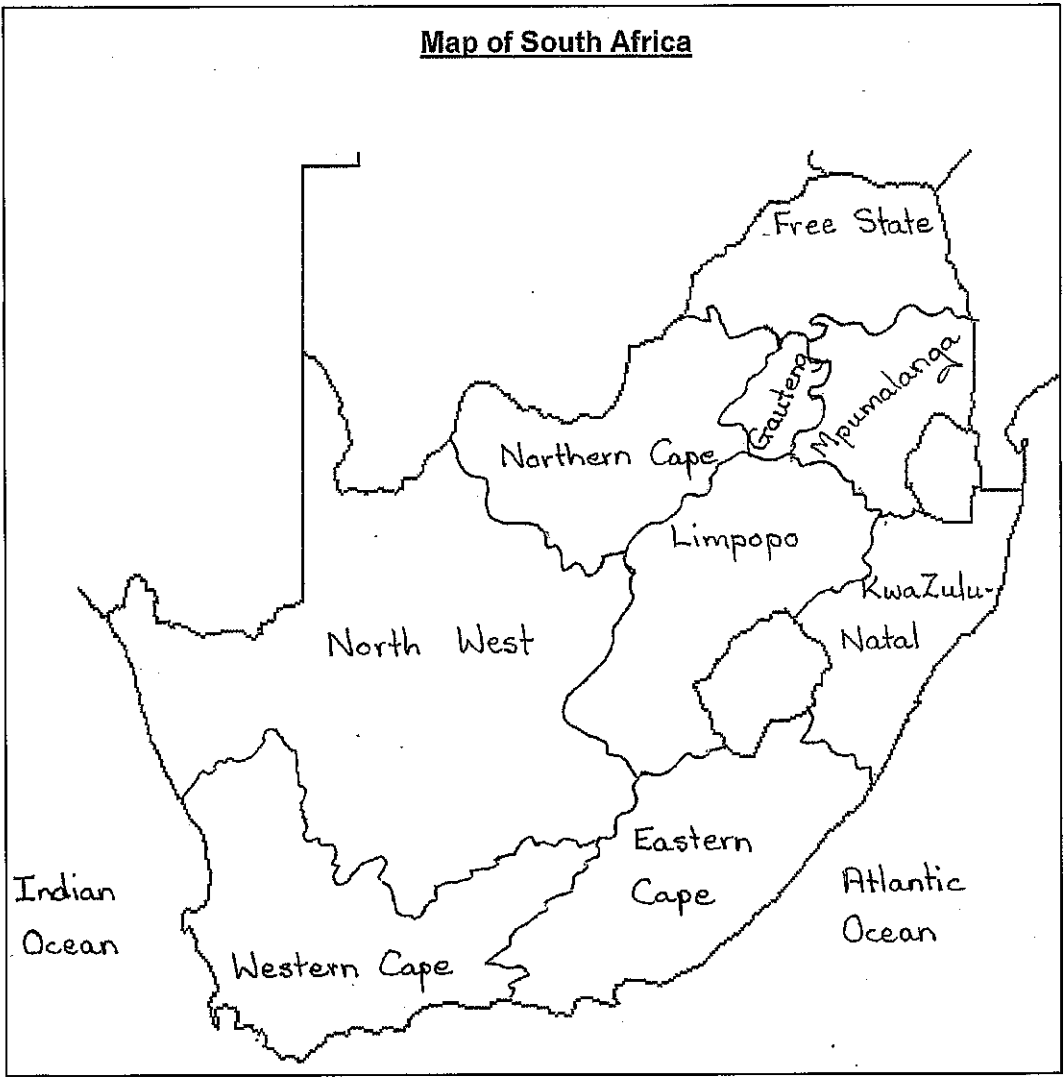 Map of South Africa
Free State
Gauteng
Mpumalanga
Northern Cape
Limpopo
KwaZulu-
Natal
North West
Eastern
Cape
Indian
Ocean
Atlantic
Ocean
Western Cape